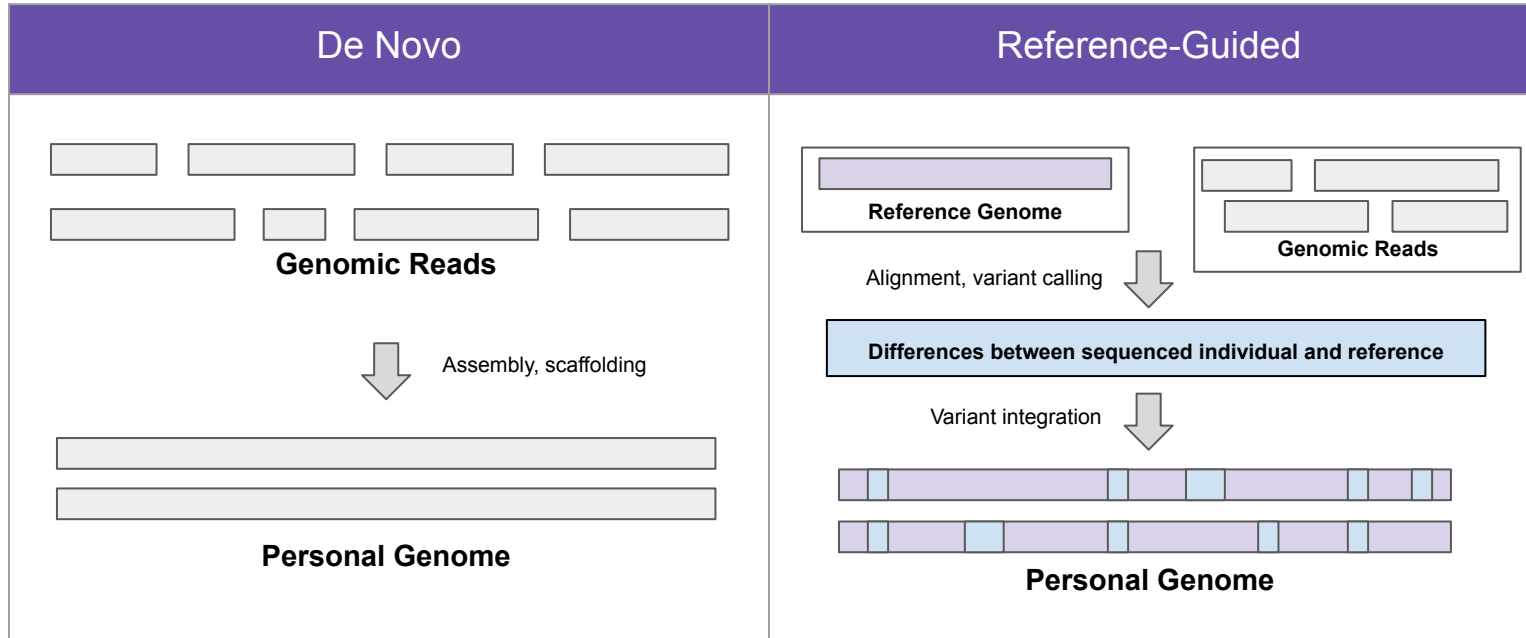 De Novo
Reference-Guided
Genomic Reads
Assembly, scaffolding
Personal Genome
Reference Genome
Genomic Reads
Alignment, variant calling
Differences between sequenced individual and reference
Variant integration
Personal Genome